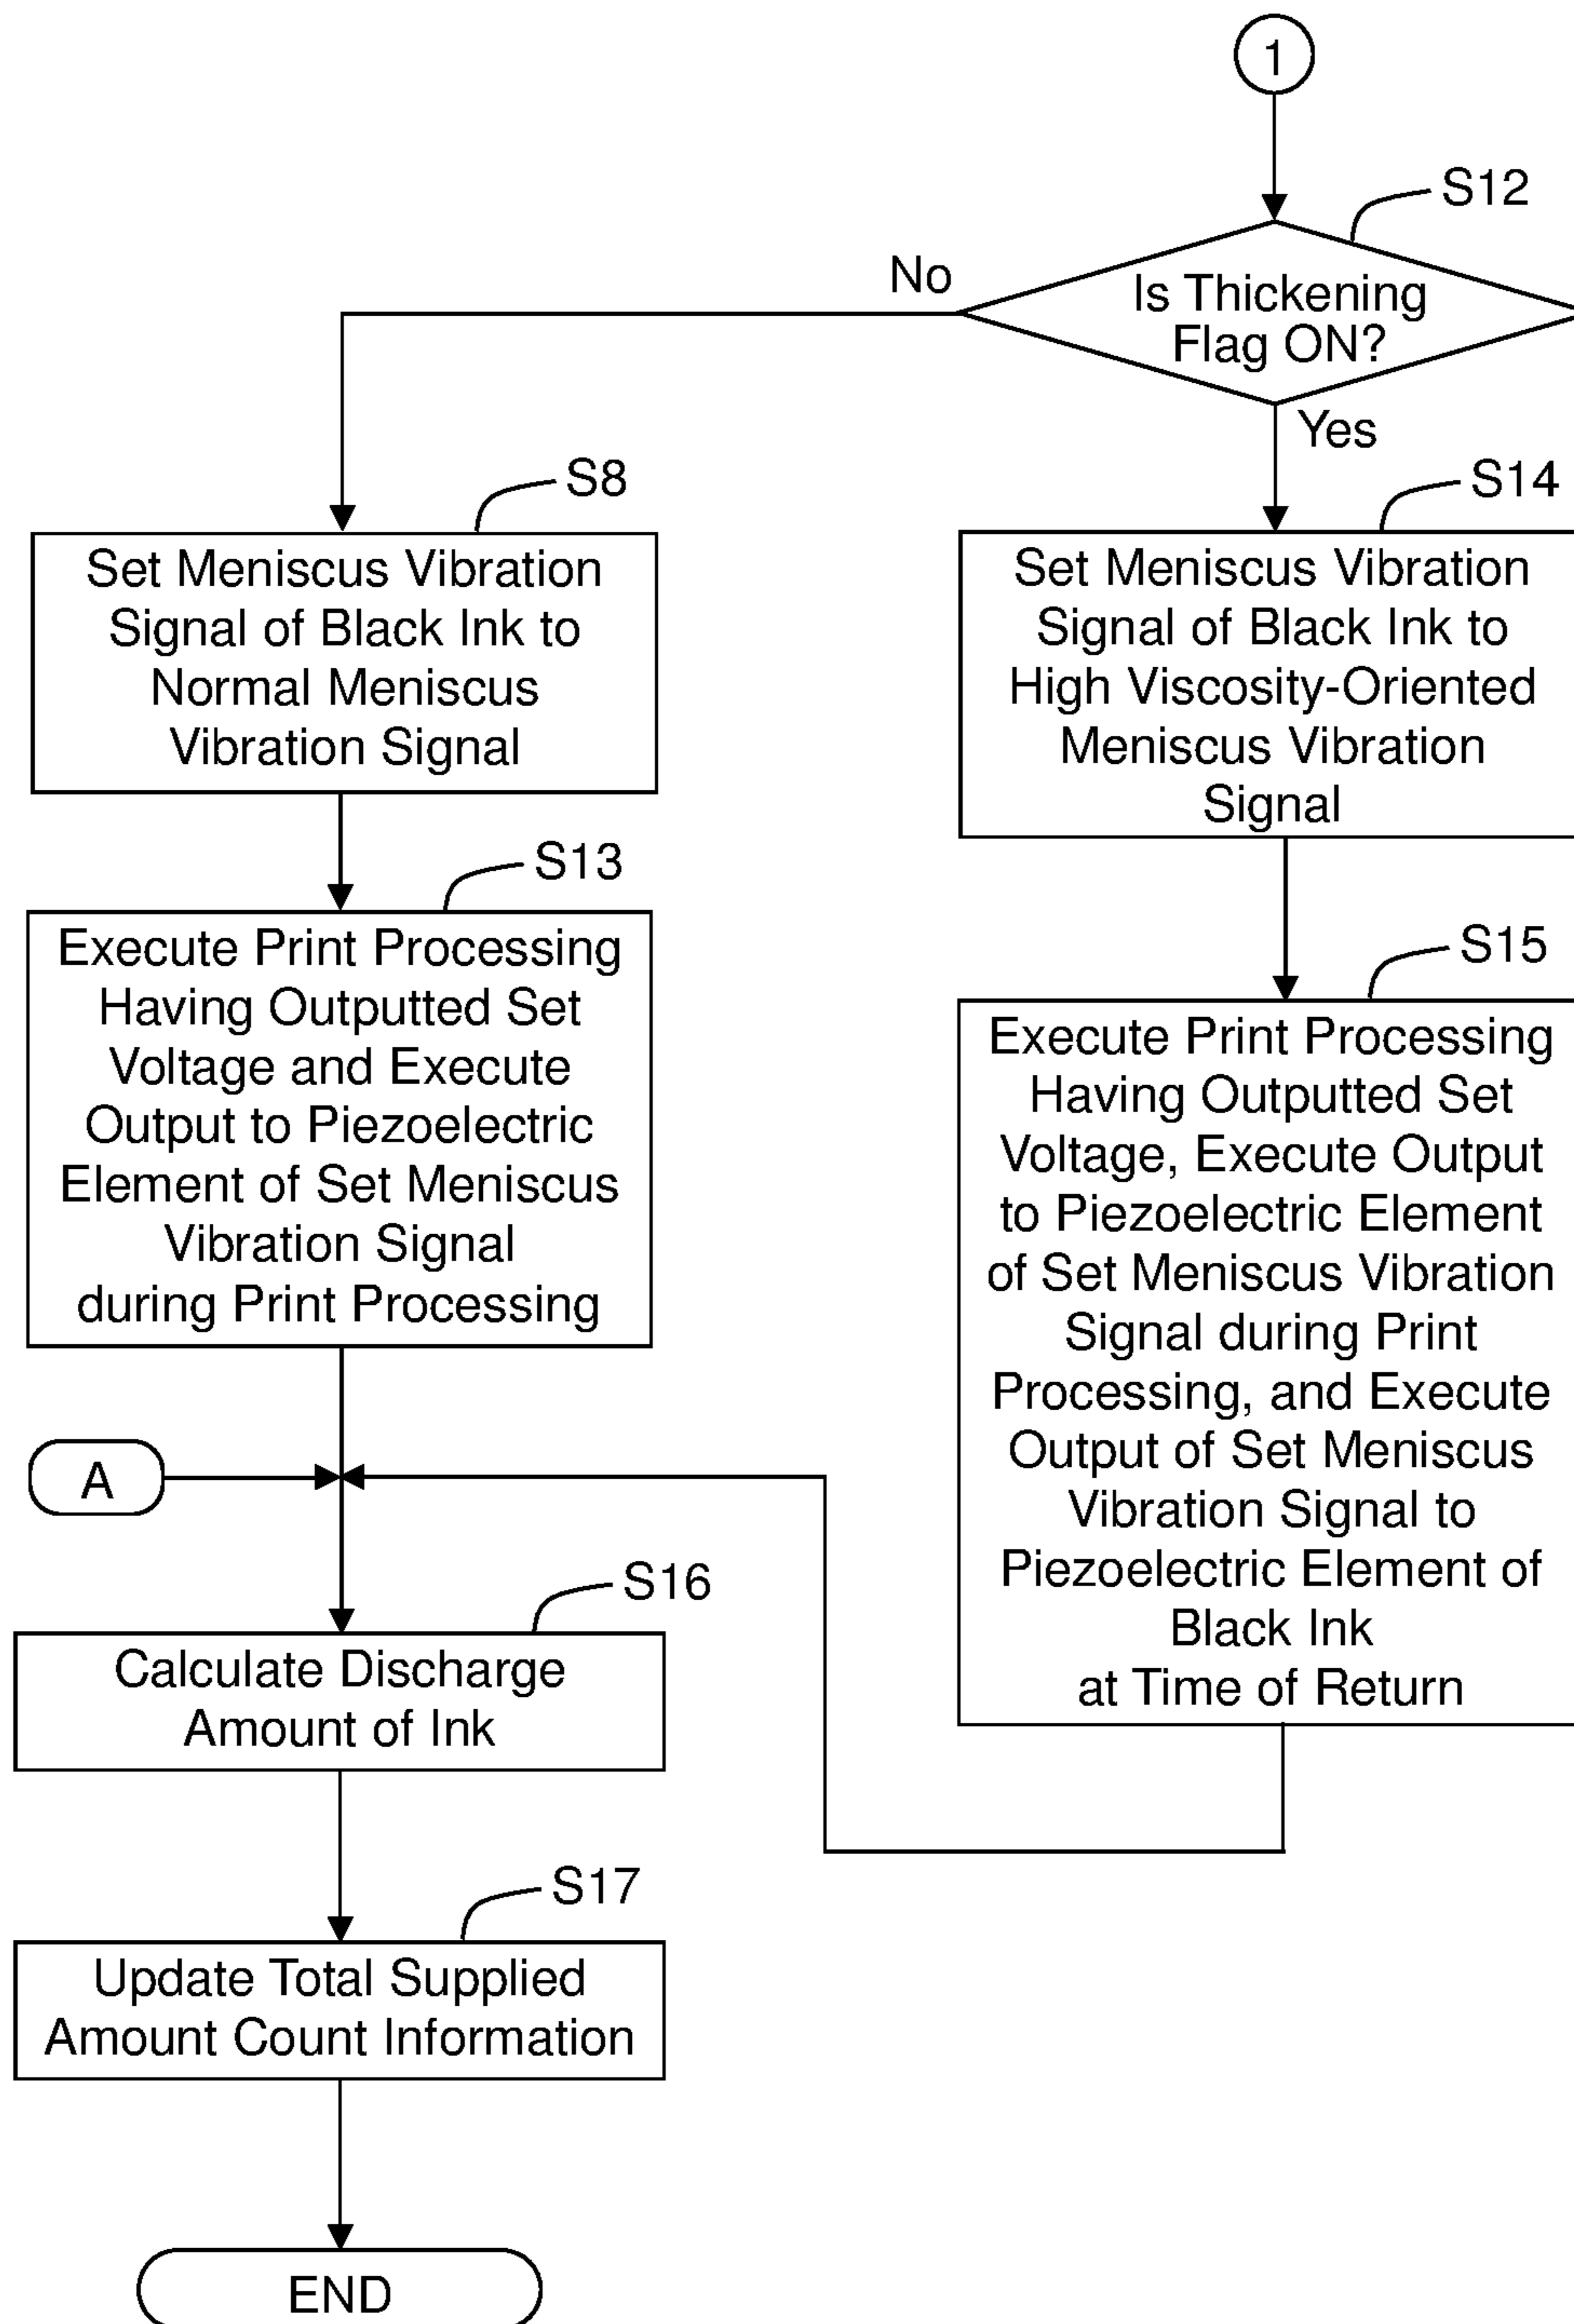 1
S12
No
Is Thickening
Flag ON?
Yes
S8
Set Meniscus Vibration
Signal of Black Ink to
Normal Meniscus
Vibration Signal
S14
Set Meniscus Vibration
Signal of Black Ink to
High Viscosity-Oriented
Meniscus Vibration
Signal
S13
Execute Print Processing
Having Outputted Set
Voltage and Execute
Output to Piezoelectric
Element of Set Meniscus
Vibration Signal
during Print Processing
S15
Execute Print Processing
Having Outputted Set
Voltage, Execute Output
to Piezoelectric Element
of Set Meniscus Vibration
Signal during Print
Processing, and Execute
Output of Set Meniscus
Vibration Signal to
Piezoelectric Element of
Black Ink
at Time of Return
A
S16
Calculate Discharge
Amount of Ink
S17
Update Total Supplied
Amount Count Information
END